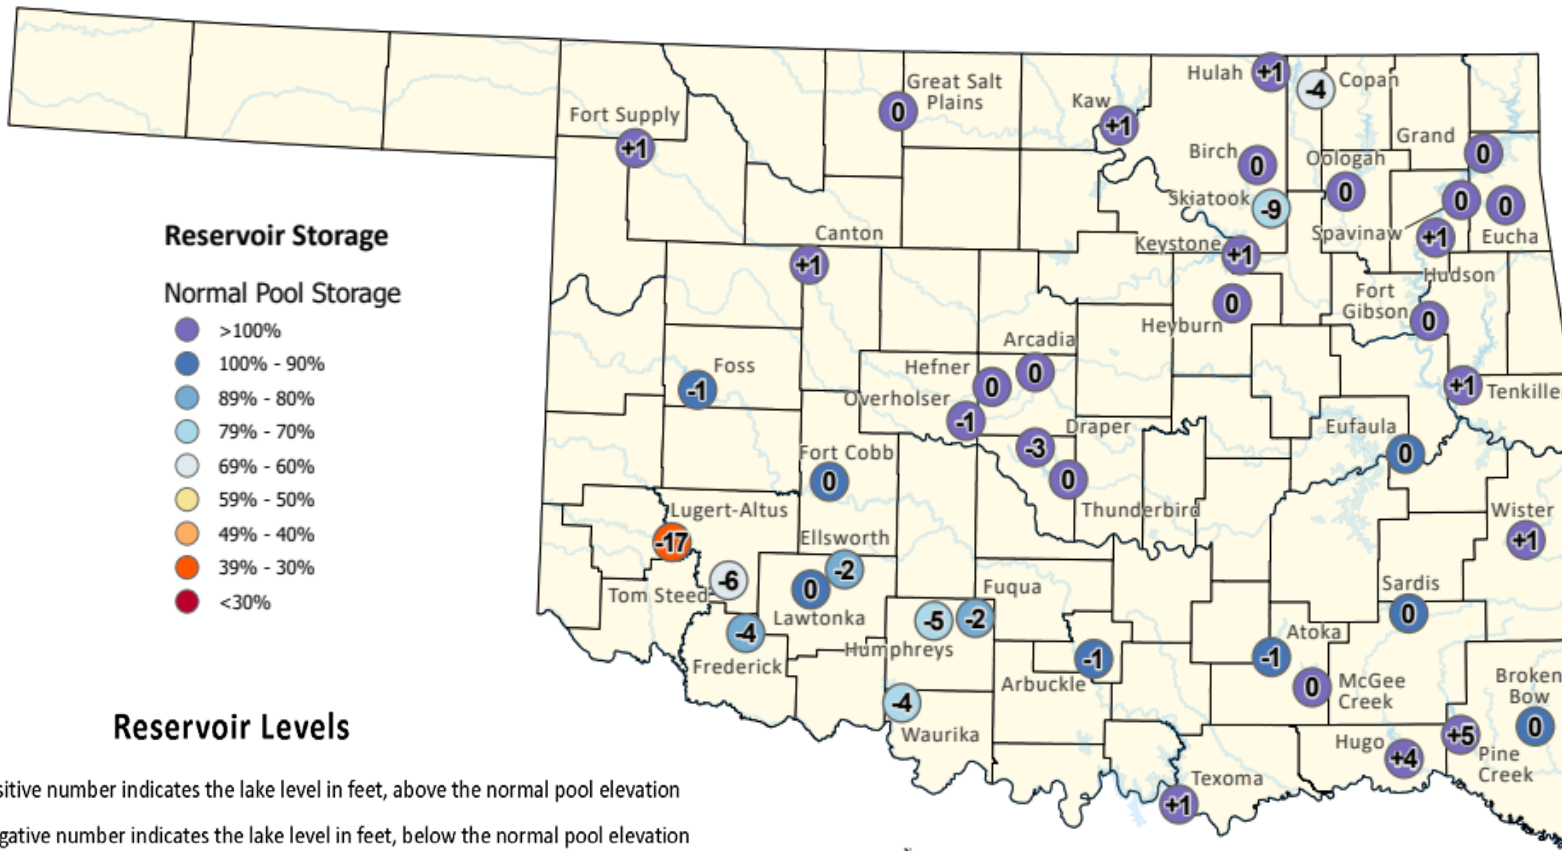 Hulah
+1
-4
Copan
Great Salt
Plains
0
Kaw
+1
Fort Supply
+1
Grand
0
Birch
0
Oologah
0
Skiatook
-9
0
0
Spavinaw
+1
Eucha
Canton
+1
Keystone
+1
Hudson
Reservoir Storage
Normal Pool Storage
>100%
100% - 90%
89% - 80%
79% - 70%
69% - 60%
59% - 50%
49% - 40%
39% - 30%
<30%
0
Heyburn
Fort
Gibson
0
Arcadia
0
Hefner
0
Foss
-1
Overholser
-1
+1
Tenkille
Draper
-3
Eufaula
0
Fort Cobb
0
0
Thunderbird
Lugert-Altus
-17
Wister
+1
Ellsworth
-2
Tom Steed
-6
0
Lawtonka
Fuqua
-2
-5
Humphreys
Sardis
0
-4
Frederick
Atoka
-1
-1
Arbuckle
0
McGee
Creek
Broken
Bow
0
-4
Waurika
Hugo
+4
+5
Pine
Creek
Texoma
+1
Reservoir Levels
sitive number indicates the lake level in feet, above the normal pool elevation
gative number indicates the lake level in feet, below the normal pool elevation